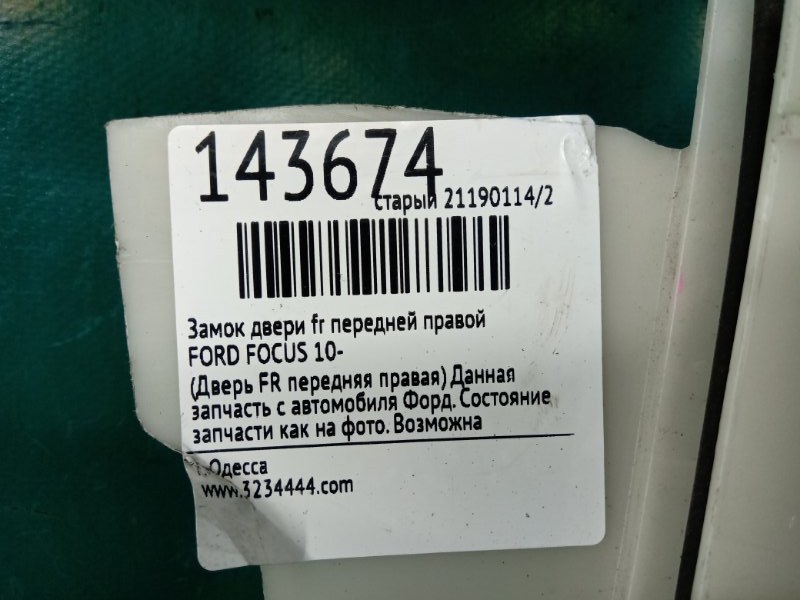 143674
старый 21190114/2
Замок двери fr передней правой
FORD FOCUS 10-
(Дверь FR передняя правая) Данная
запчасть с автомобиля Форд. Состояние
запчасти как на фото. Возможна
г. Одесса
www.3234444.com